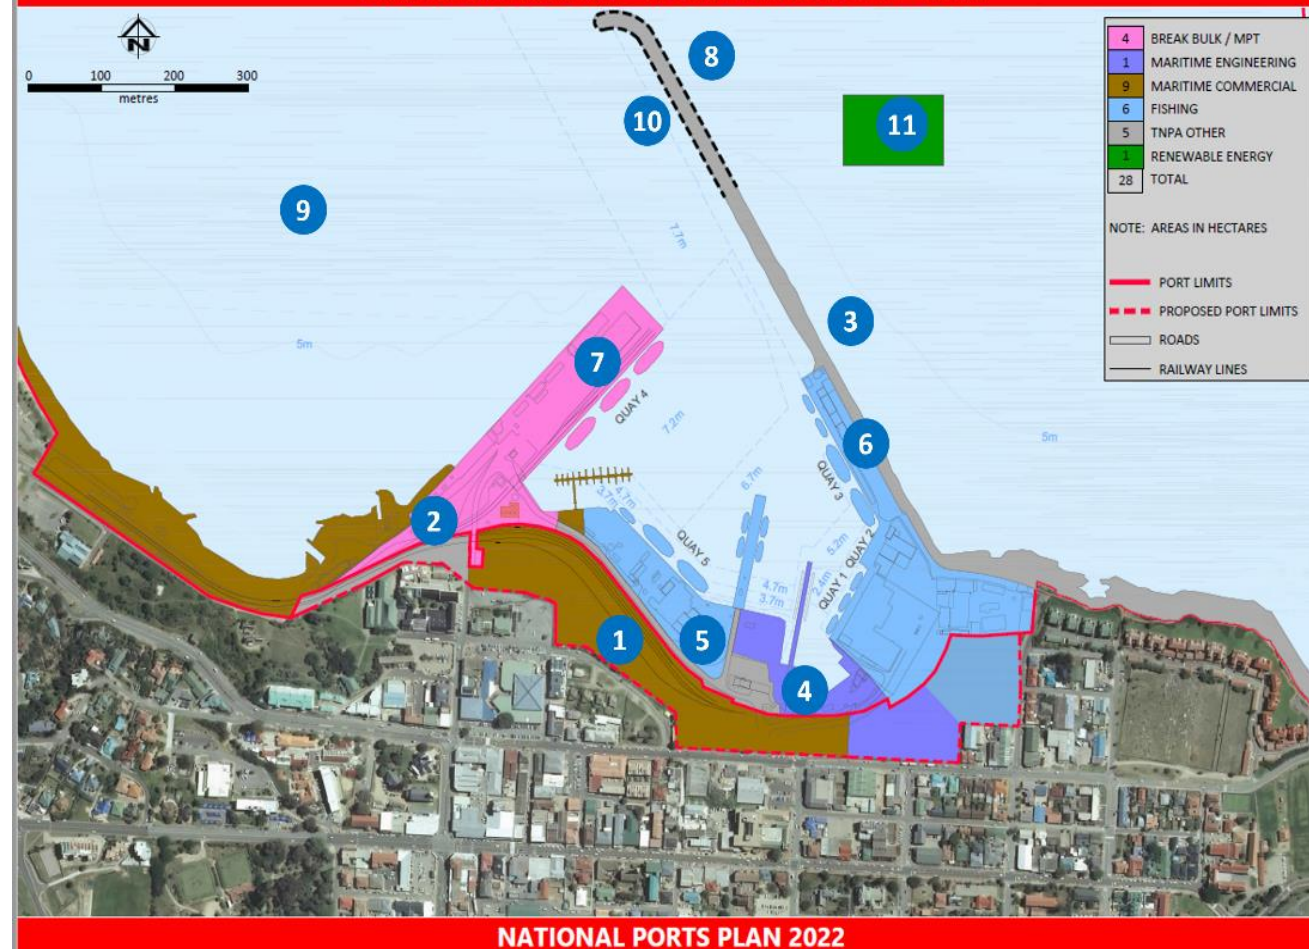 N
0 100 200 300
metres
8
10
11
9
3
7
6
2
1
5
4
7.7m
5m
QUAY 4
7.2m
5m
3.7m
4.7m
6.7m
QUAY 3
QUAY 5
5.2m
QUAY 2
2.4m
QUAY 1
4.7m
3.7m
4 BREAK BULK / MPT
1 MARITIME ENGINEERING
9 MARITIME COMMERCIAL
6 FISHING
5 TNPA OTHER
1 RENEWABLE ENERGY
28 TOTAL
NOTE: AREAS IN HECTARES
PORT LIMITS
PROPOSED PORT LIMITS
ROADS
RAILWAY LINES
NATIONAL PORTS PLAN 2022